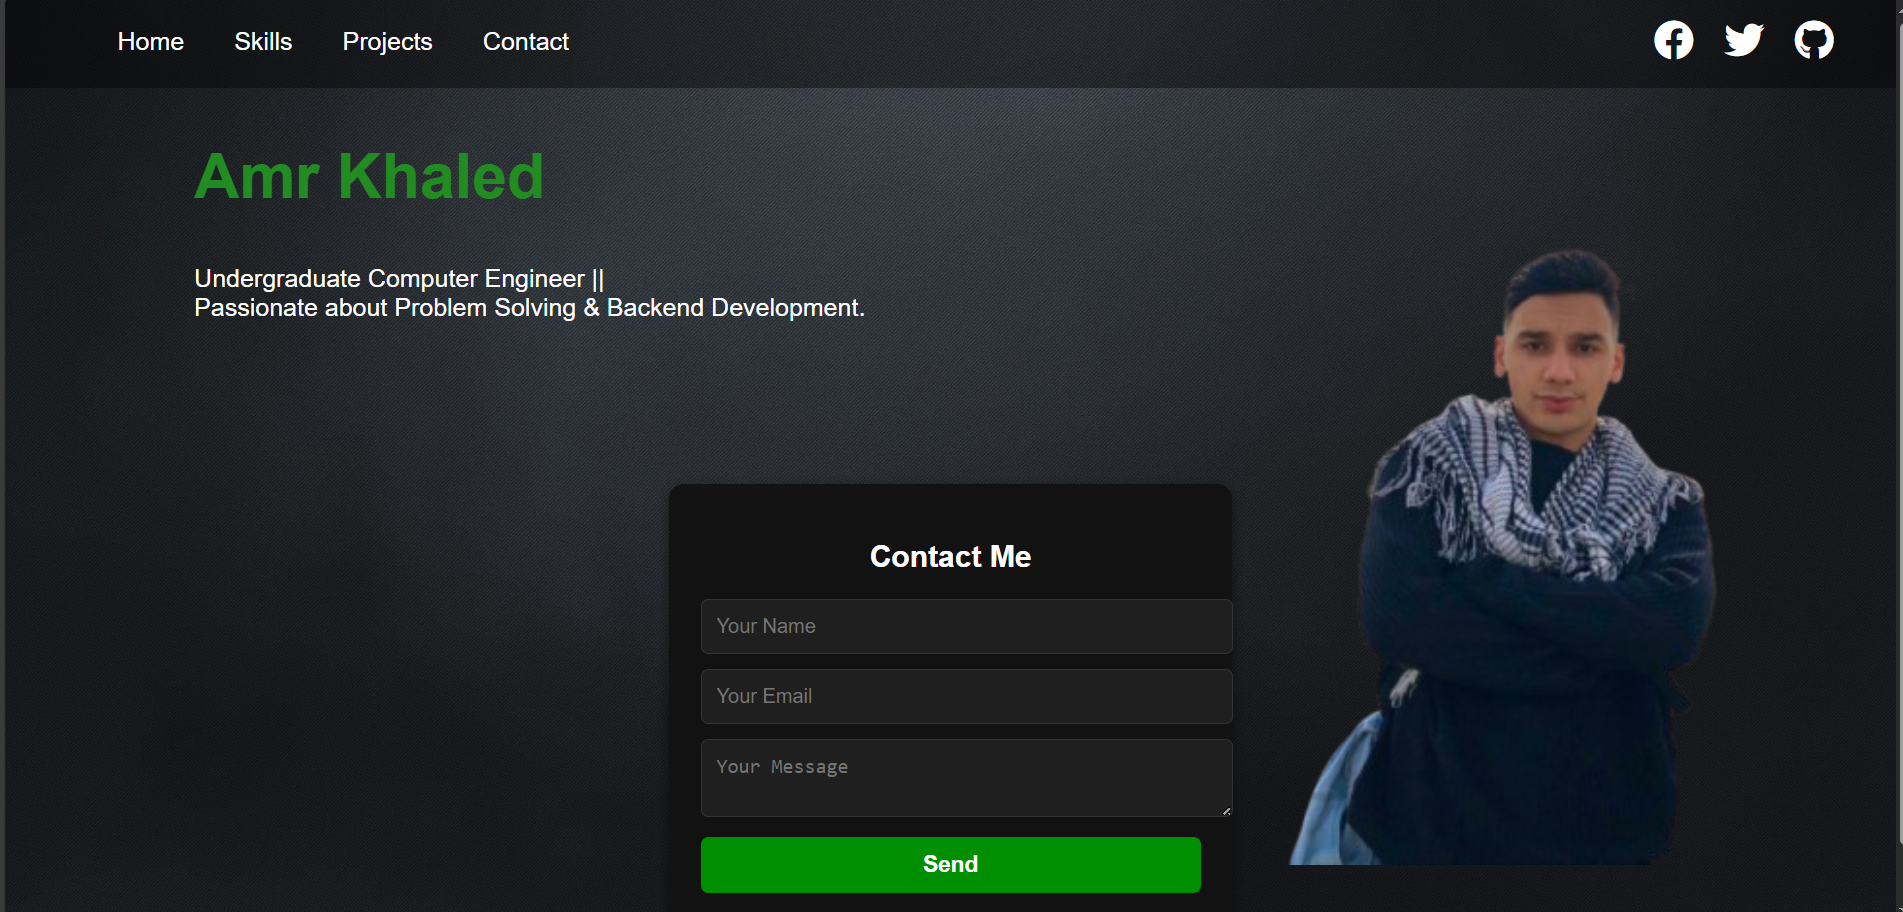 Home Skills Projects Contact
Amr Khaled
Undergraduate Computer Engineer ||
Passionate about Problem Solving & Backend Development.
Contact Me
Your Name
Your Email
Your Message
Send